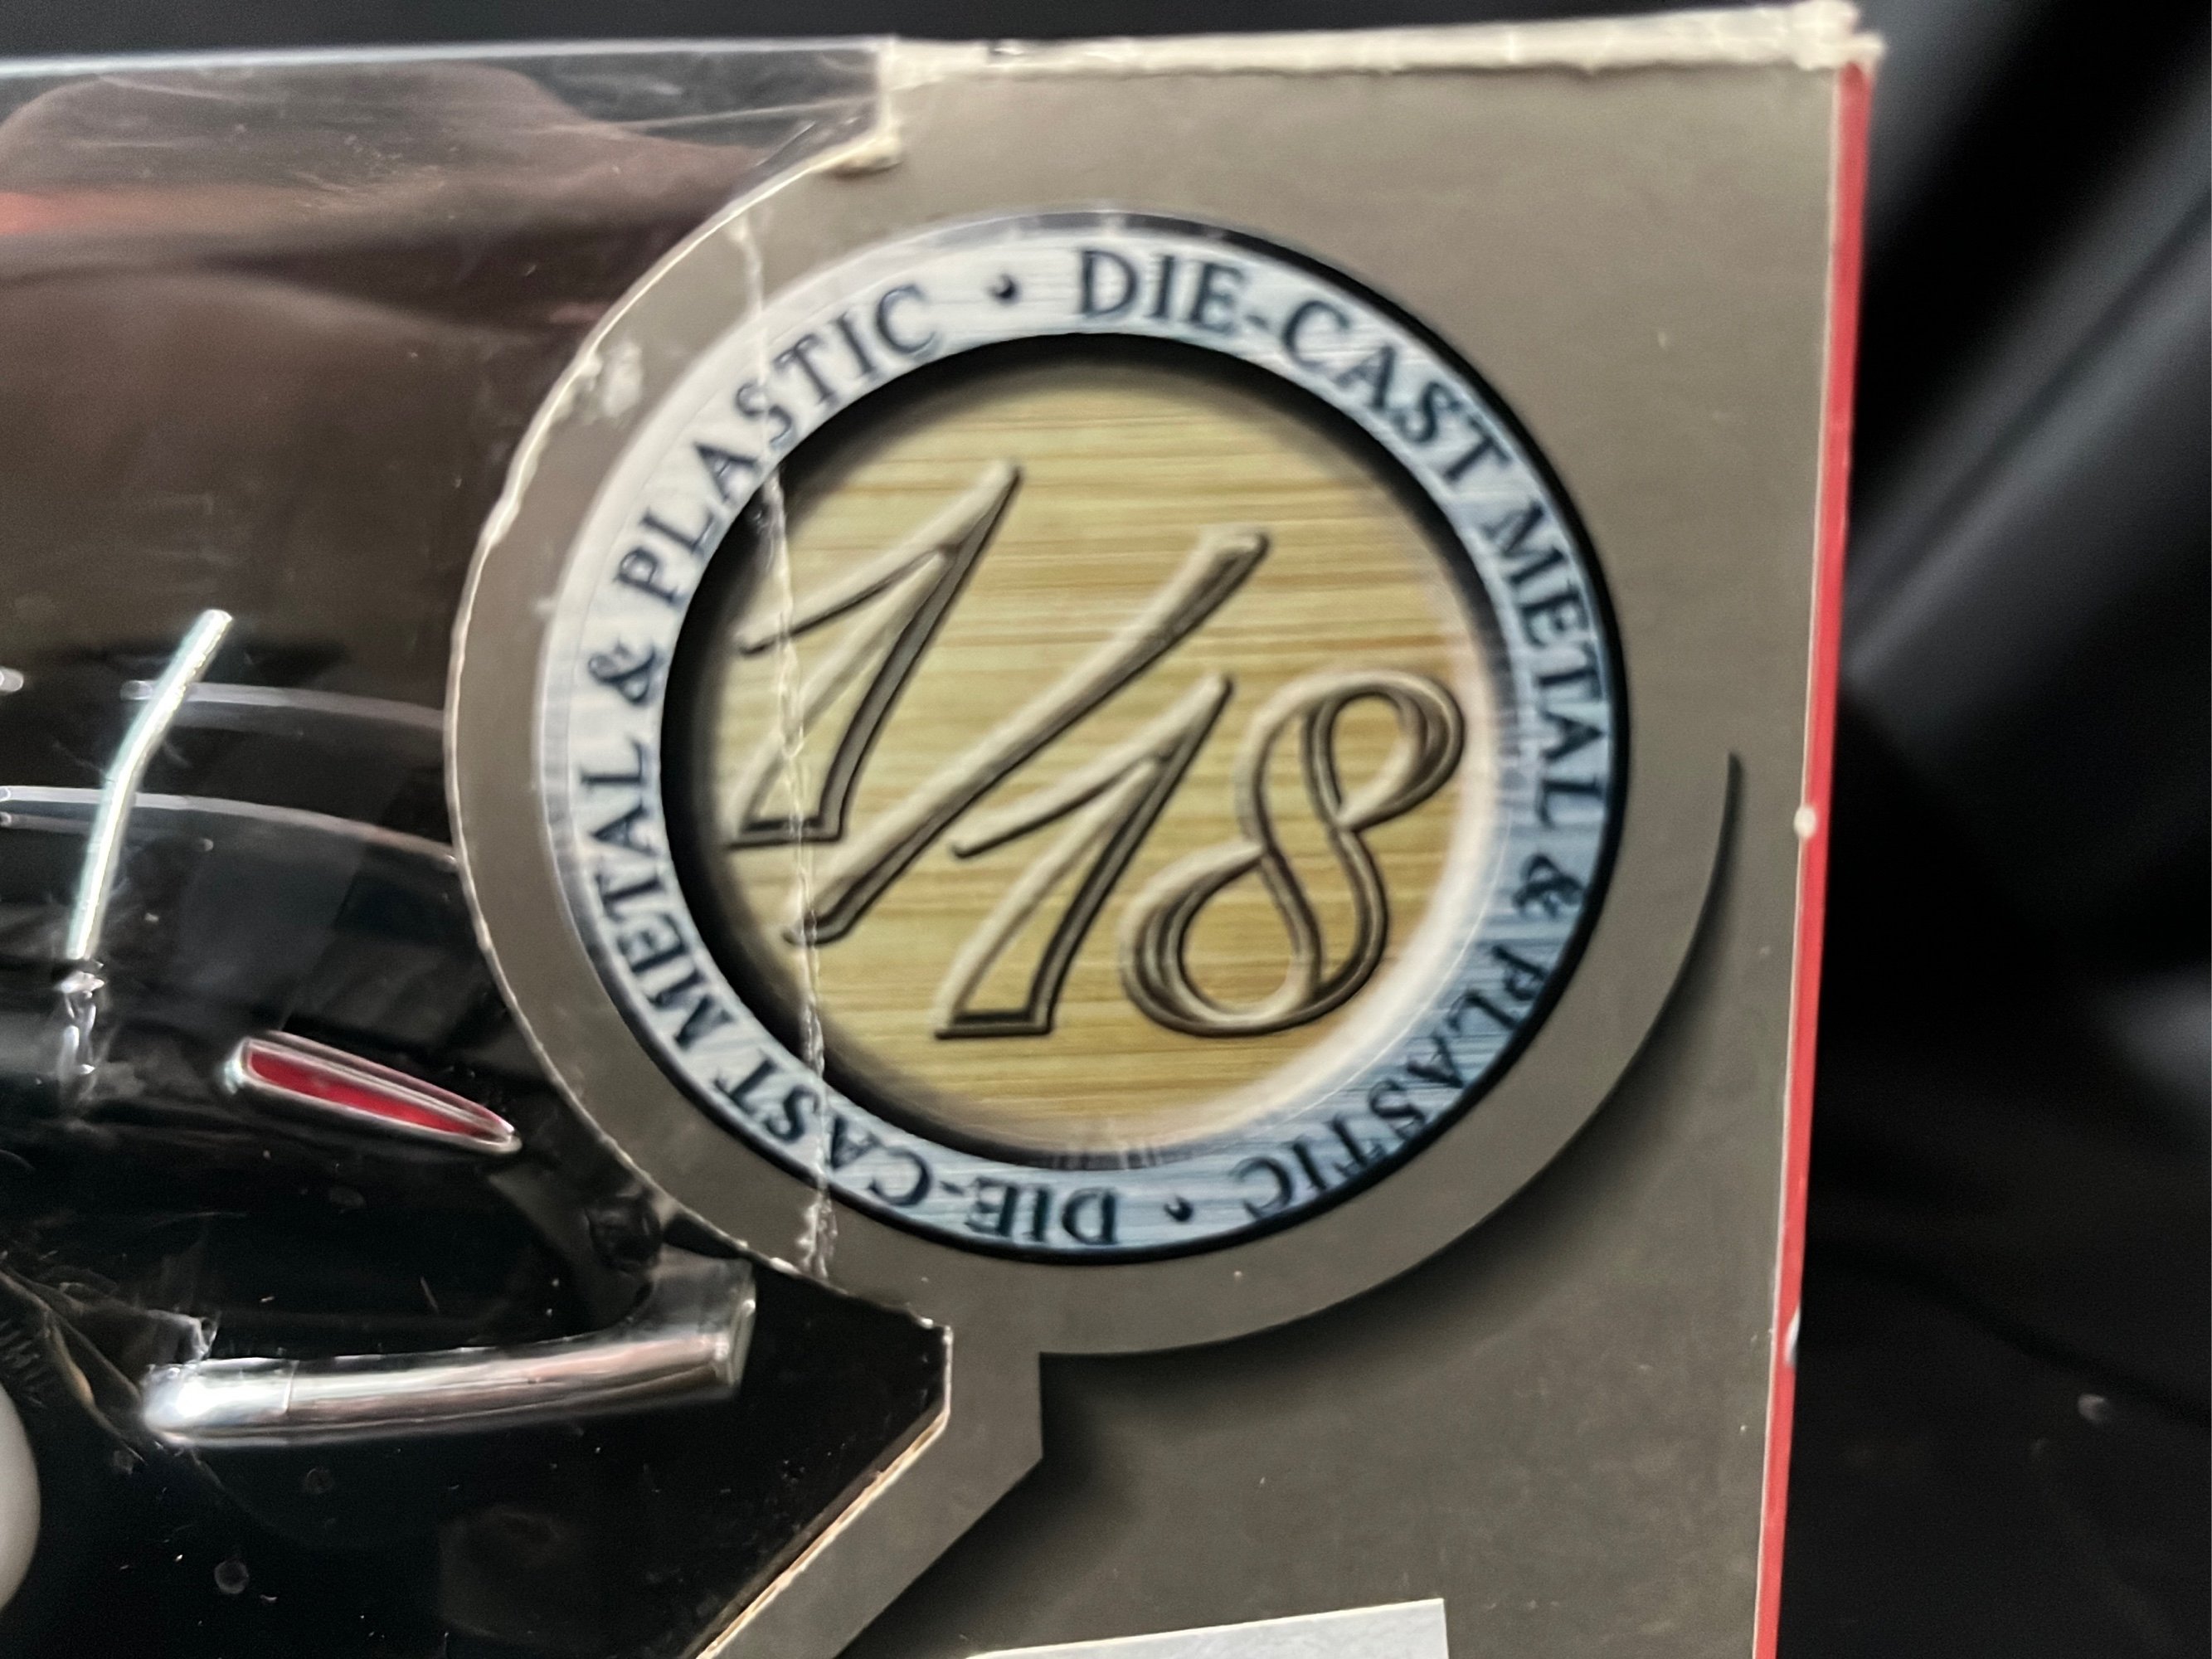 • DIE-CAST METAL & PLASTIC
• DIE-CAST METAL & PLASTIC
1/18